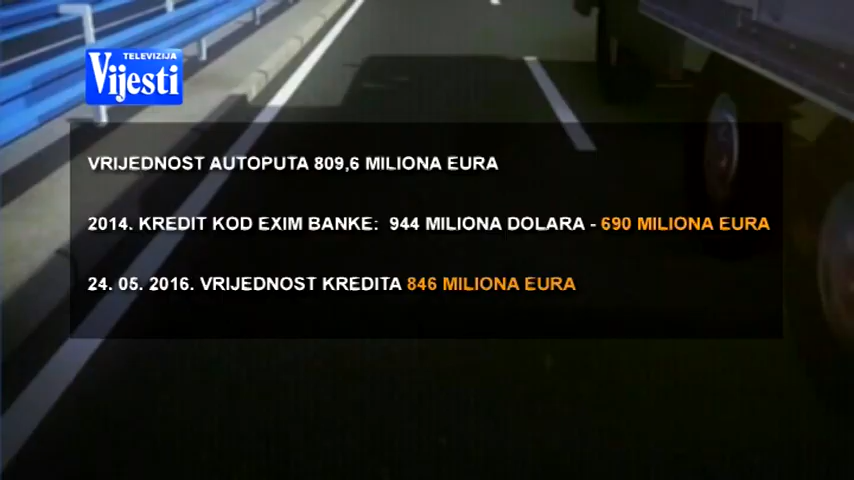 TELEVIZIJA
Vijesti
VRIJEDNOST AUTOPUTA 809,6 MILIONA EURA
2014. KREDIT KOD EXIM BANKE: 944 MILIONA DOLARA - 690 MILIONA EURA
24. 05. 2016. VRIJEDNOST KREDITA 846 MILIONA EURA